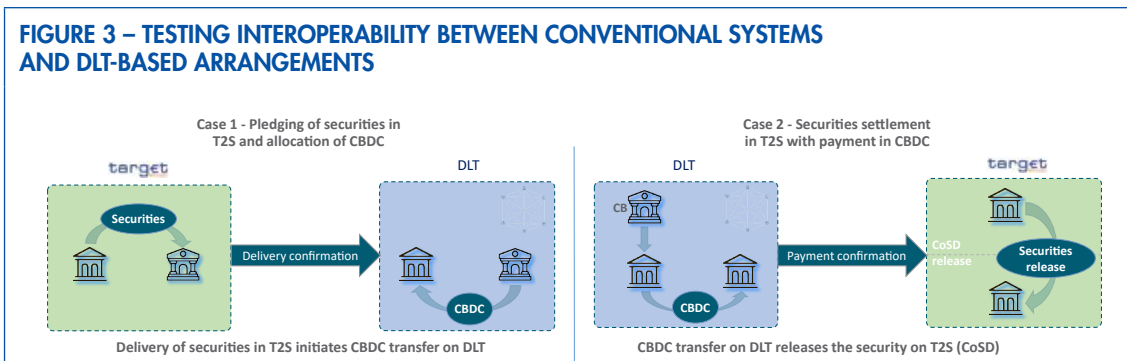 FIGURE 3 – TESTING INTEROPERABILITY BETWEEN CONVENTIONAL SYSTEMS
AND DLT-BASED ARRANGEMENTS
Case 1 - Pledging of securities in
T2S and allocation of CBDC
target
DLT
Securities
Delivery confirmation
CBDC
Delivery of securities in T2S initiates CBDC transfer on DLT
Case 2 - Securities settlement
in T2S with payment in CBDC
DLT
target
CB
Payment confirmation
CoSD
release
Securities
release
CBDC
CBDC transfer on DLT releases the security on T2S (CoSD)